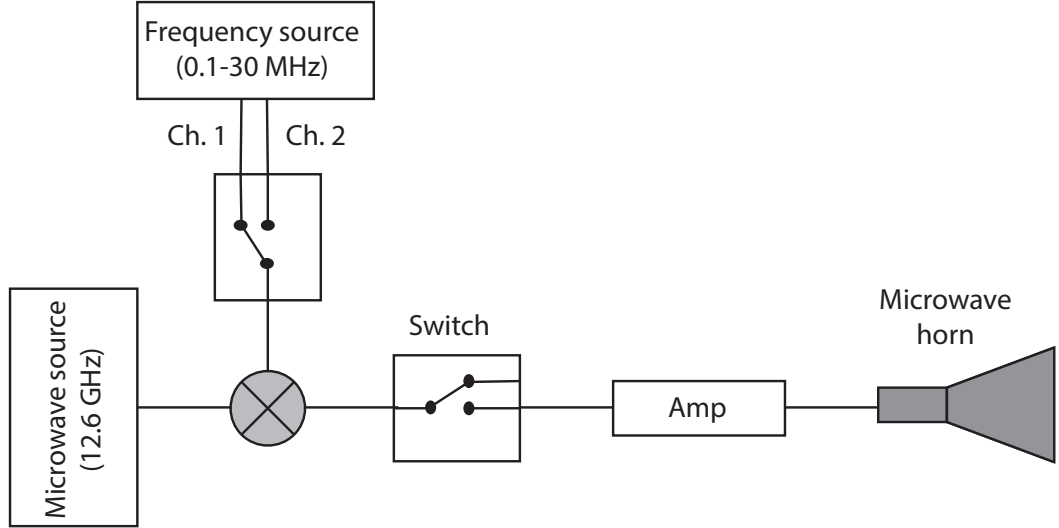 Frequency source
(0.1-30 MHz)
Ch. 1
Ch. 2
Microwave source
(12.6 GHz)
Switch
Amp
Microwave
horn